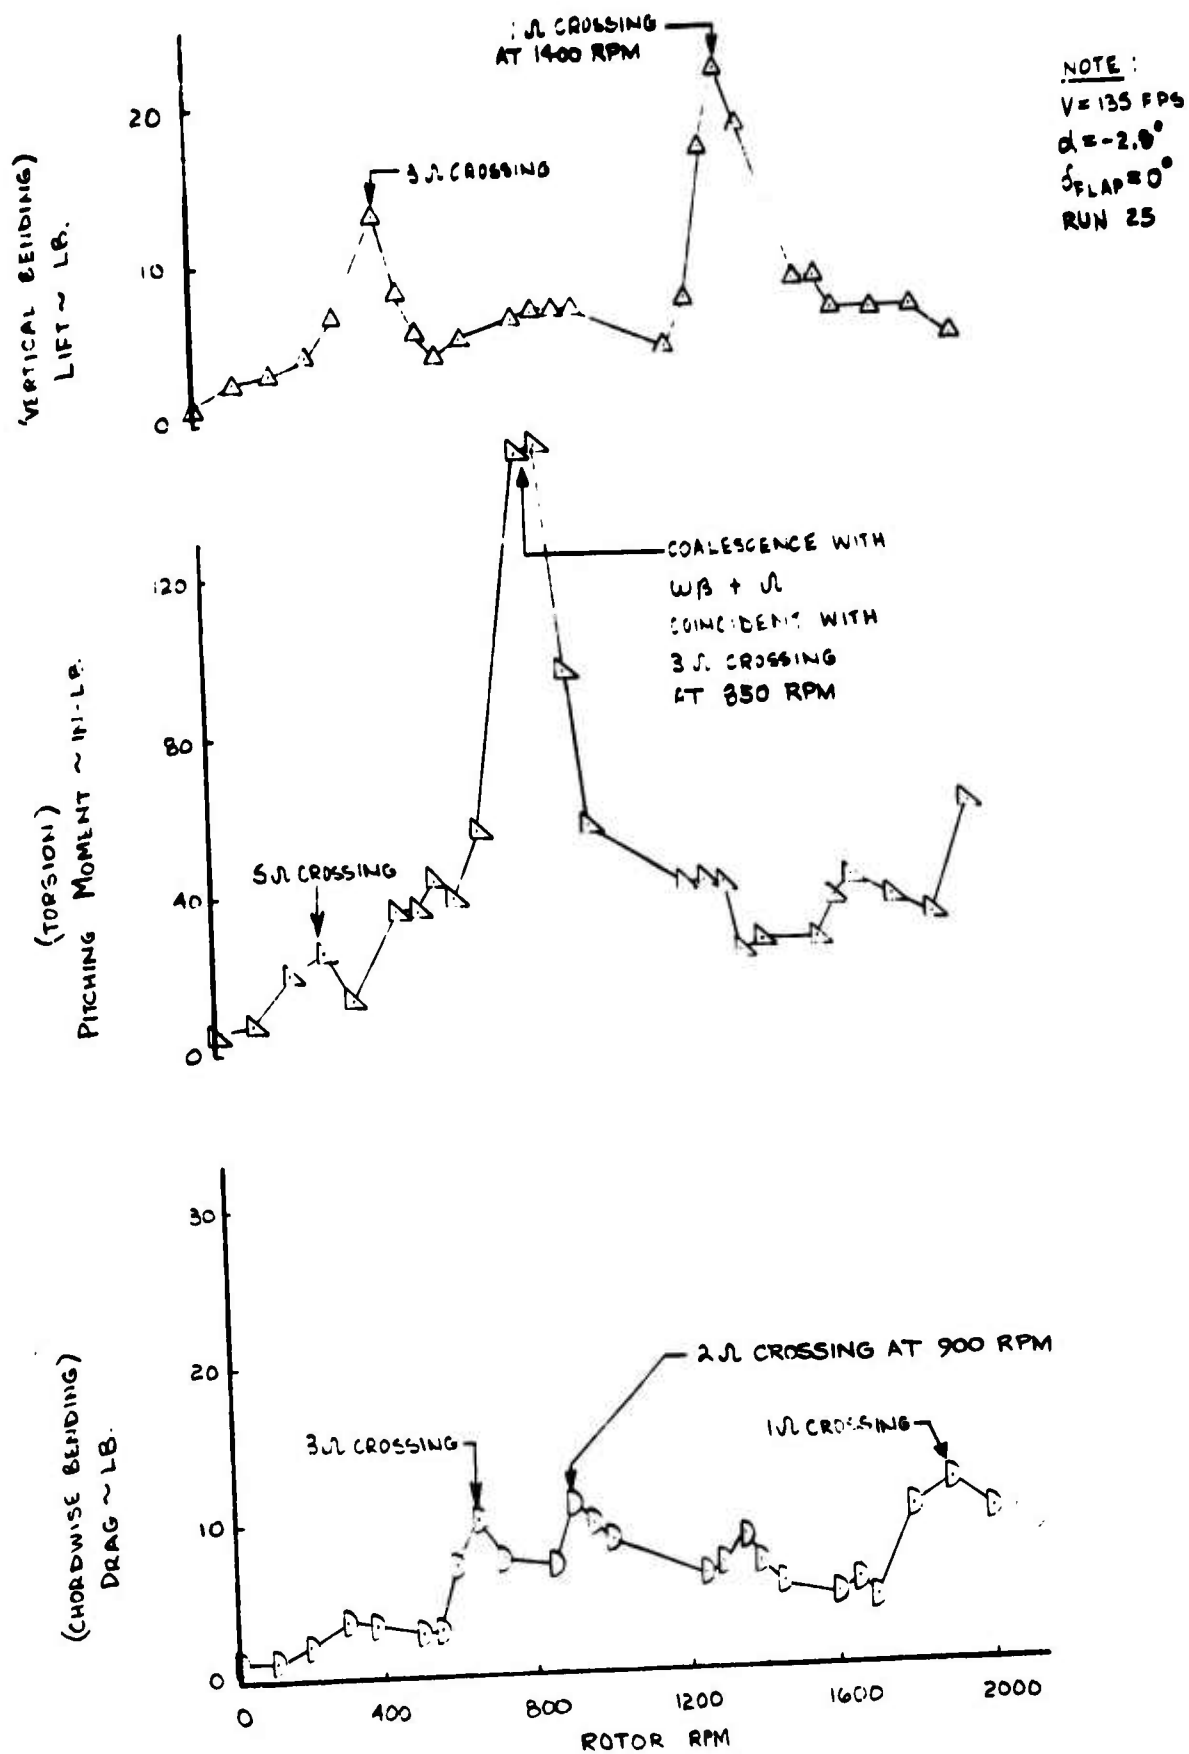 1Ω CROSSING
AT 1400 RPM
NOTE :
V = 135 FPS
α = -2.8°
δFLAP = 0°
RUN 25
3Ω CROSSING
(VERTICAL BENDING)
LIFT ~ LB.
20
10
0
COALESCENCE WITH
ωβ + Ω
COINCIDENT WITH
3Ω CROSSING
AT 850 RPM
5Ω CROSSING
(TORSION)
PITCHING MOMENT ~ IN-LB.
120
80
40
0
2Ω CROSSING AT 900 RPM
3Ω CROSSING
1Ω CROSSING
(CHORDWISE BENDING)
DRAG ~ LB.
30
20
10
0
0 400 800 1200 1600 2000
ROTOR RPM